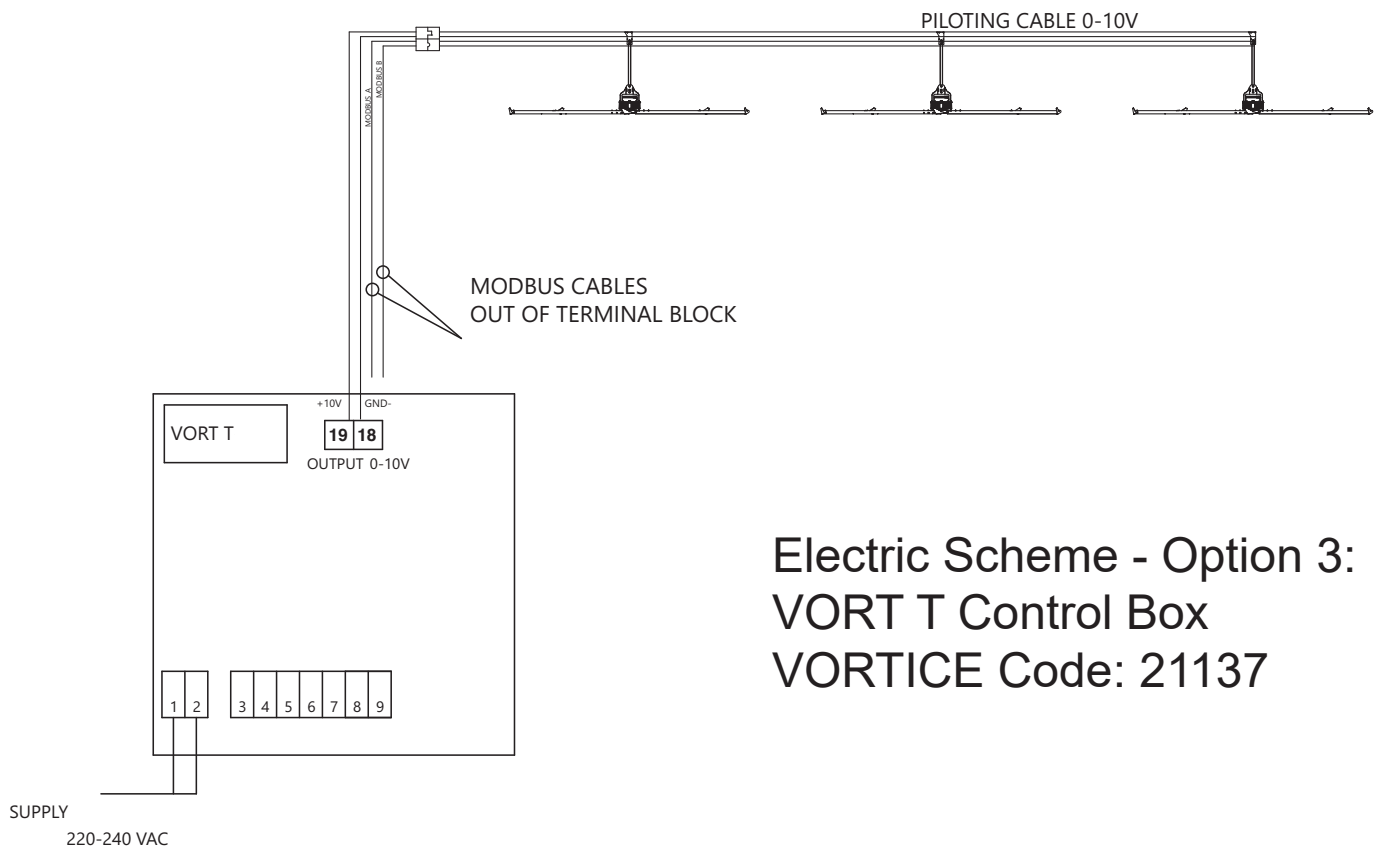 PILOTING CABLE 0-10V
MODBUS A
MODBUS B
MODBUS CABLES
OUT OF TERMINAL BLOCK
+10V GND-
VORT T
19 18
OUTPUT 0-10V
Electric Scheme - Option 3:
VORT T Control Box
VORTICE Code: 21137
1 2 3 4 5 6 7 8 9
SUPPLY
220-240 VAC